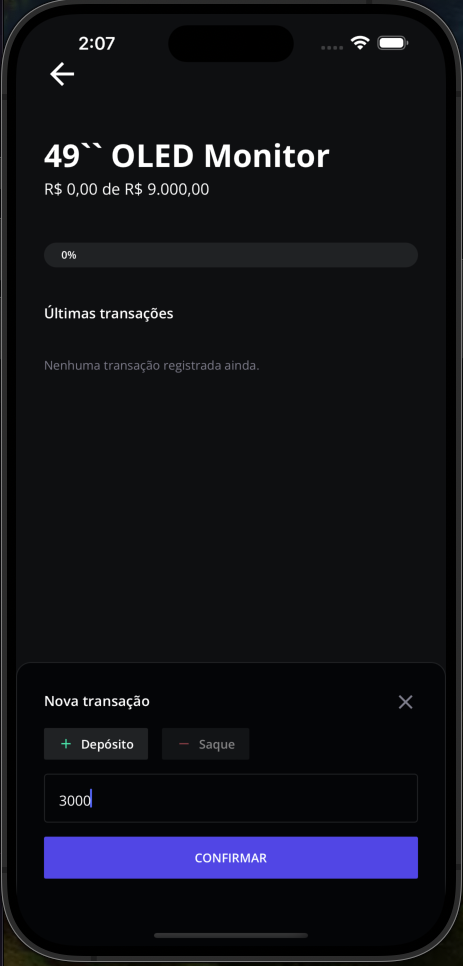 2:07
49`` OLED Monitor
R$ 0,00 de R$ 9.000,00
0%
Últimas transações
Nenhuma transação registrada ainda.
Nova transação
+ Depósito
− Saque
3000
CONFIRMAR